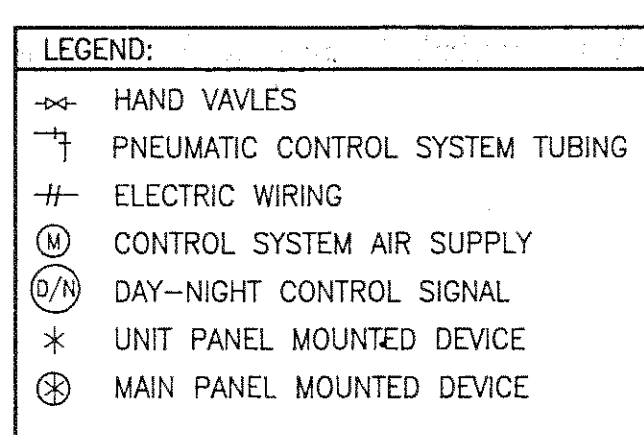 LEGEND:
HAND VAVLES
PNEUMATIC CONTROL SYSTEM TUBING
ELECTRIC WIRING
M CONTROL SYSTEM AIR SUPPLY
D/N DAY-NIGHT CONTROL SIGNAL
UNIT PANEL MOUNTED DEVICE
MAIN PANEL MOUNTED DEVICE